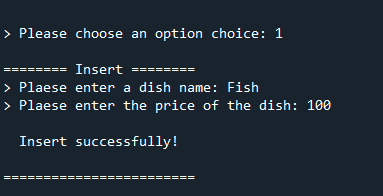 > Please choose an option choice: 1
======== Insert ========
> Plaese enter a dish name: Fish
> Plaese enter the price of the dish: 100
Insert successfully!
========================